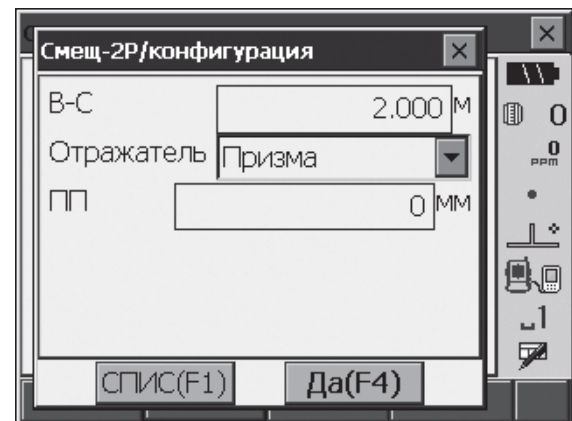 Смещ-2Р/конфигурация
В-С 2.000 м
Отражатель Призма
ПП 0 мм
СПИС(F1) Да(F4)
0
0
PPM
1